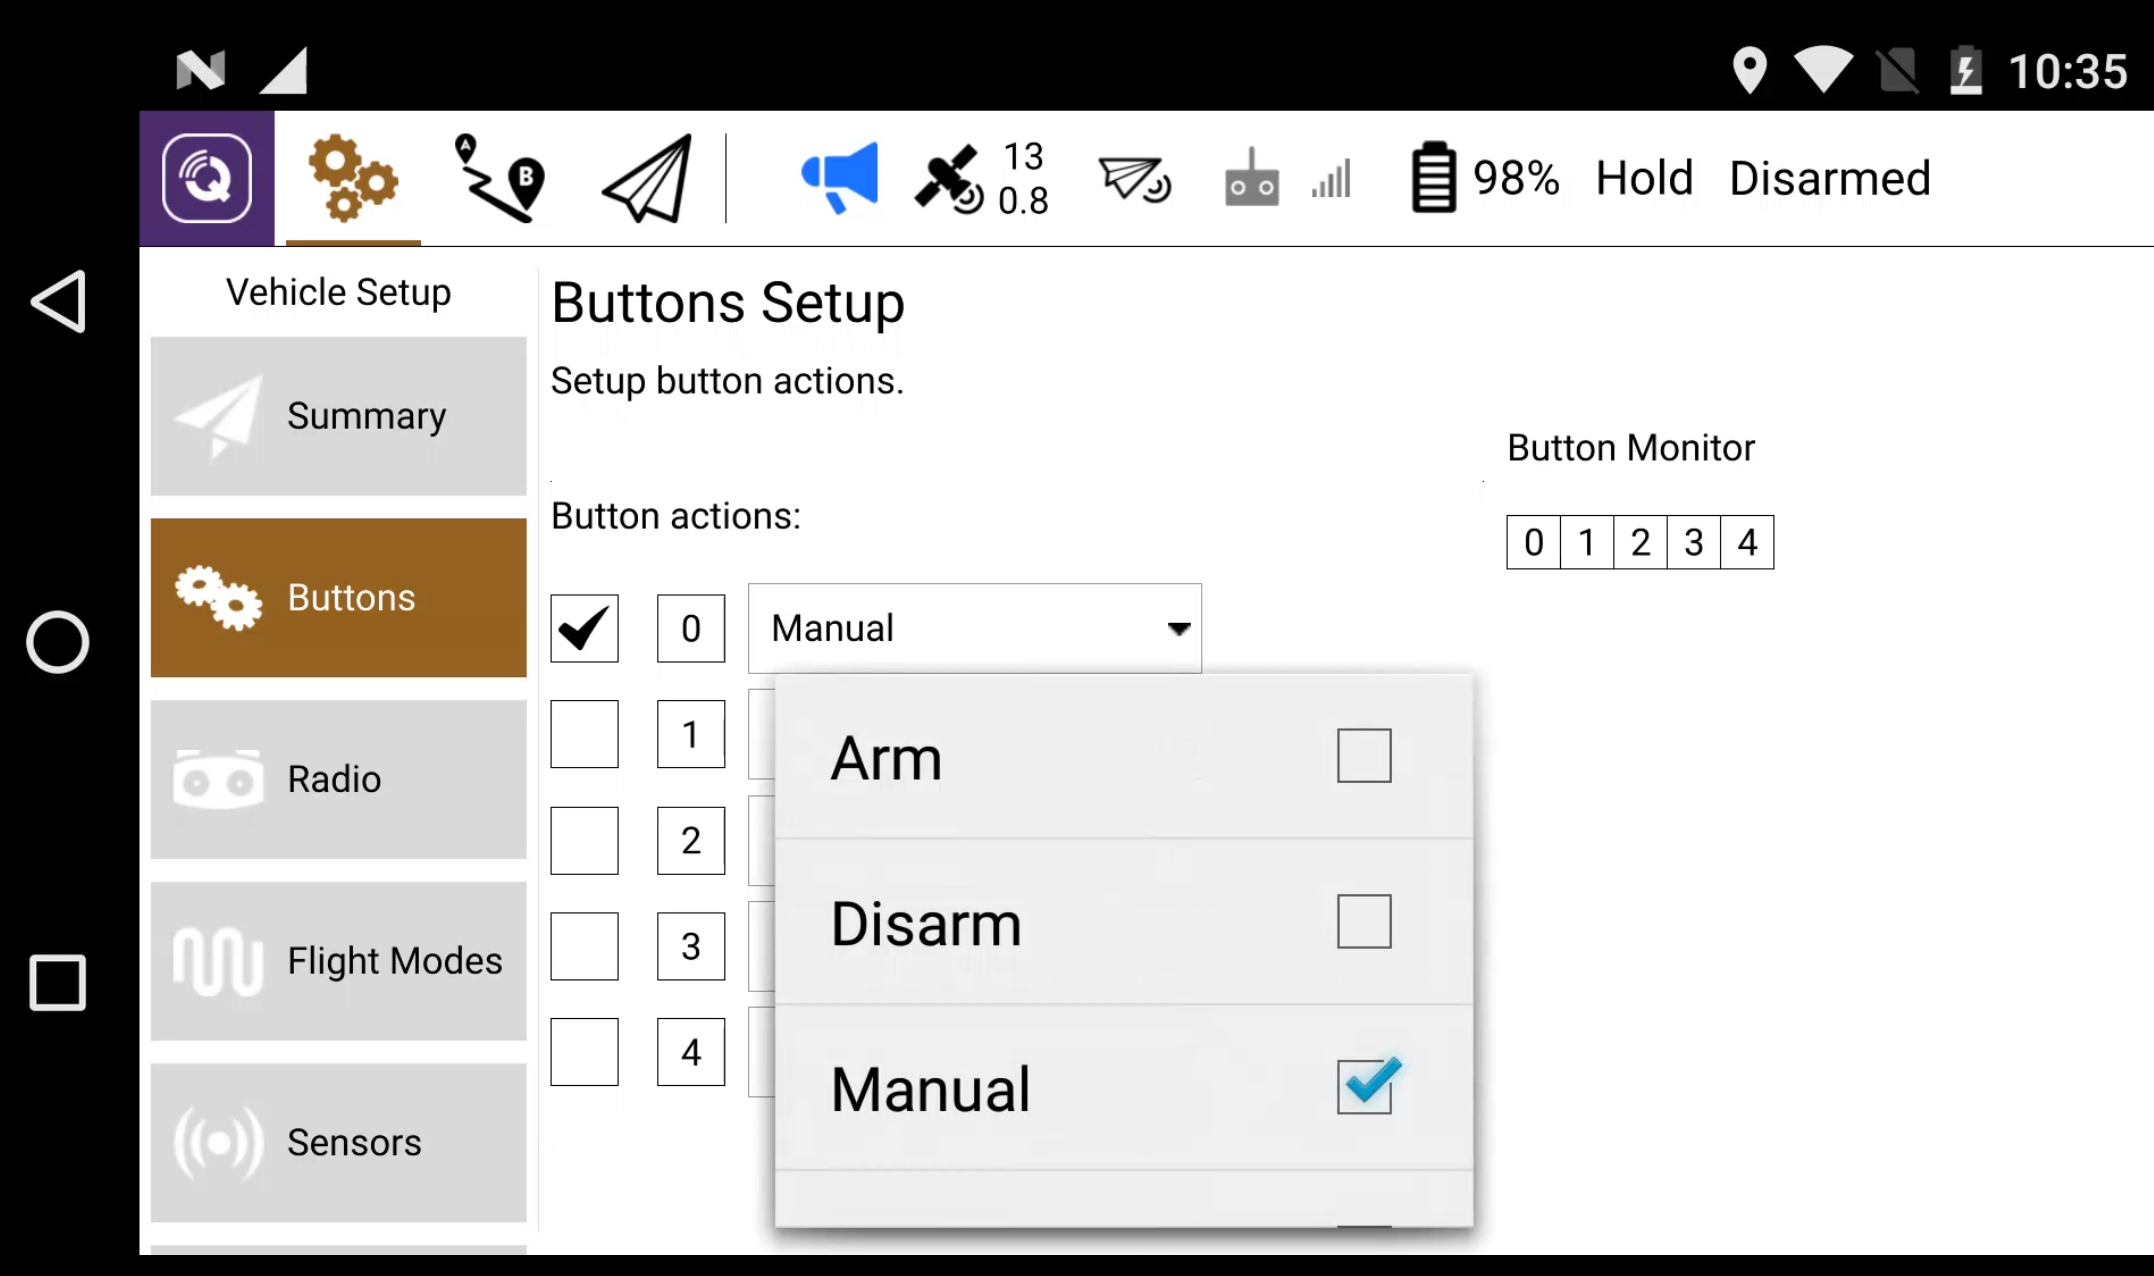 10:35
A
B
13
0.8
98% Hold Disarmed
Vehicle Setup
Summary
Buttons
Radio
Flight Modes
Sensors
Buttons Setup
Setup button actions.
Button actions:
0 Manual
1
2
3
4
Arm
Disarm
Manual
Button Monitor
0 1 2 3 4